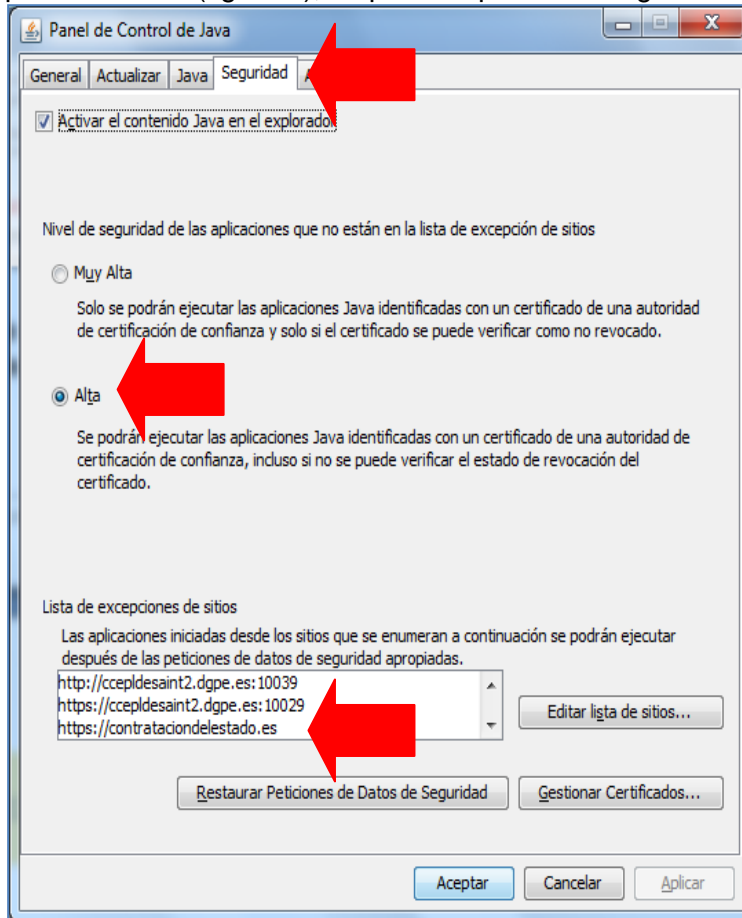 Panel de Control de Java
General Actualizar Java Seguridad
Activar el contenido Java en el explorador
Nivel de seguridad de las aplicaciones que no están en la lista de excepción de sitios
Muy Alta
Solo se podrán ejecutar las aplicaciones Java identificadas con un certificado de una autoridad
de certificación de confianza y solo si el certificado se puede verificar como no revocado.
Alta
Se podrán ejecutar las aplicaciones Java identificadas con un certificado de una autoridad de
certificación de confianza, incluso si no se puede verificar el estado de revocación del
certificado.
Lista de excepciones de sitios
Las aplicaciones iniciadas desde los sitios que se enumeran a continuación se podrán ejecutar
después de las peticiones de datos de seguridad apropiadas.
http://ccepldesaint2.dgpe.es:10039
https://ccepldesaint2.dgpe.es:10029
https://contrataciondelestado.es
Editar lista de sitios...
Restaurar Peticiones de Datos de Seguridad Gestionar Certificados...
Aceptar Cancelar Aplicar